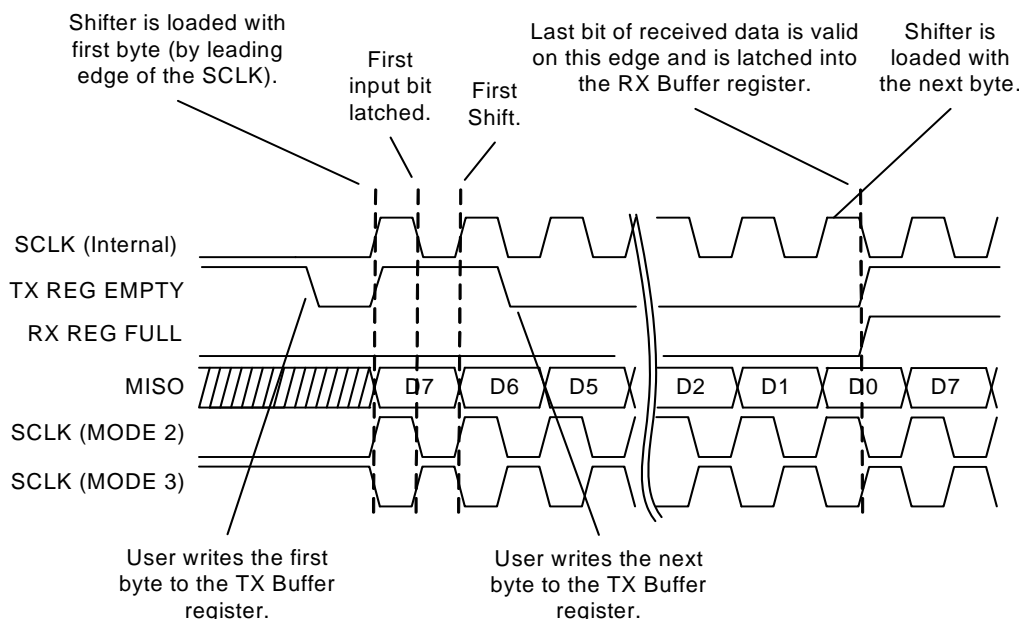 Shifter is loaded with
first byte (by leading
edge of the SCLK).
First
input bit
latched.
First
Shift.
Last bit of received data is valid
on this edge and is latched into
the RX Buffer register.
Shifter is
loaded with
the next byte.
SCLK (Internal)
TX REG EMPTY
RX REG FULL
MISO
D7
D6
D5
D2
D1
D0
D7
SCLK (MODE 2)
SCLK (MODE 3)
User writes the first
byte to the TX Buffer
register.
User writes the next
byte to the TX Buffer
register.